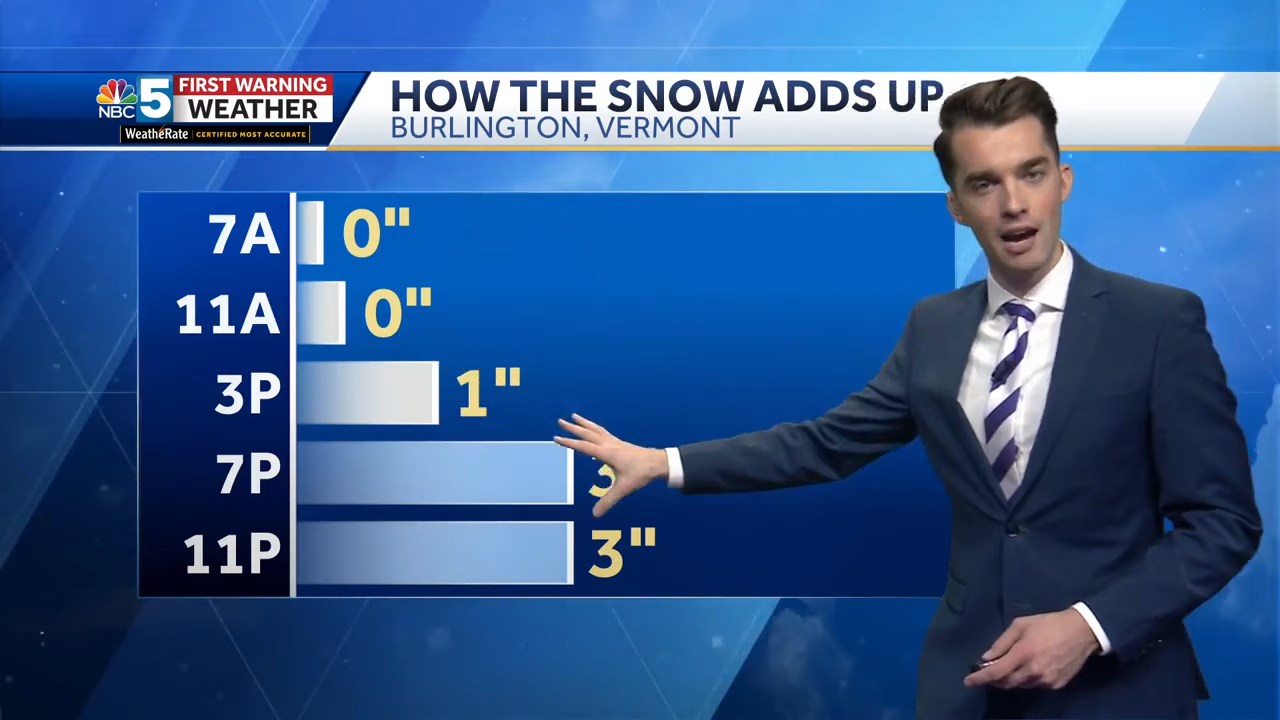 NBC 5 FIRST WARNING
WEATHER
WeatheRate CERTIFIED MOST ACCURATE
HOW THE SNOW ADDS UP
BURLINGTON, VERMONT
7A 0"
11A 0"
3P 1"
7P 3
11P 3"